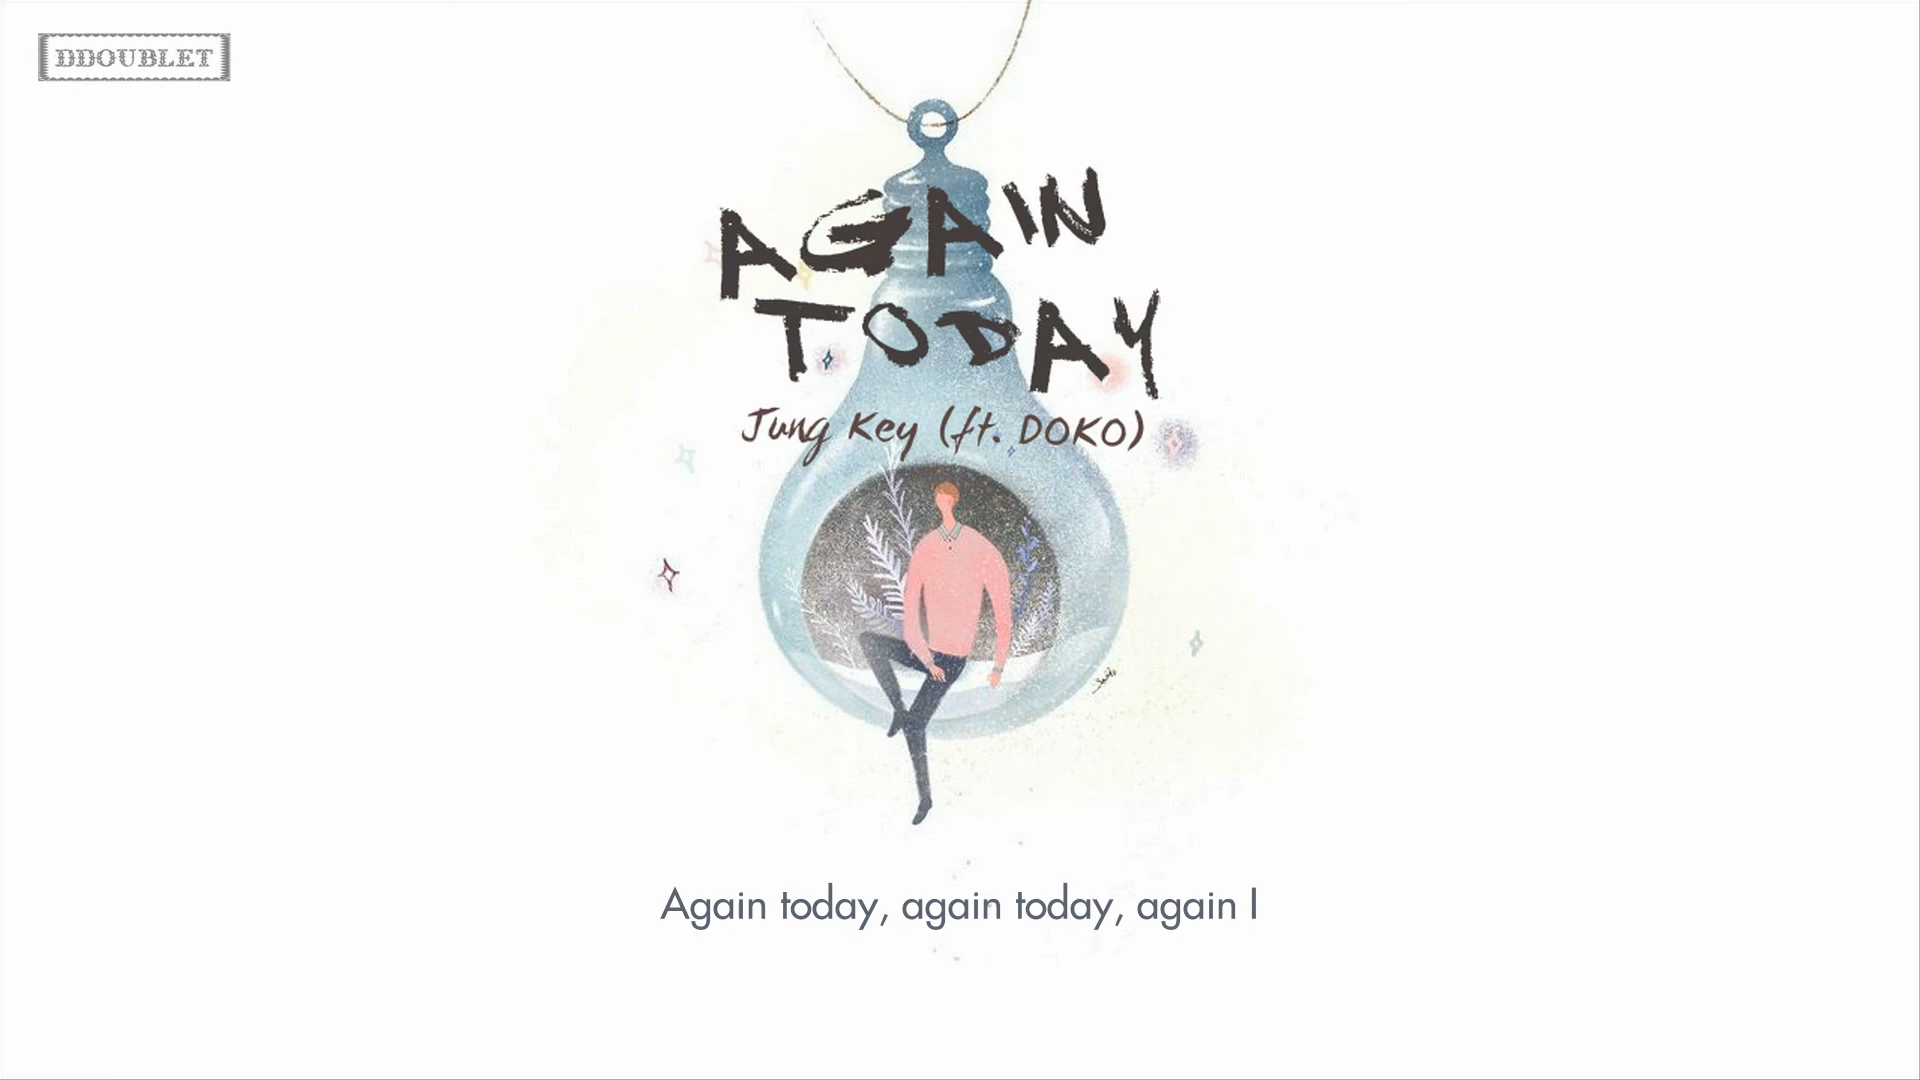 DDOUBLET
AGAIN
TODAY
Jung Key (ft. DOKO)
Again today, again today, again I